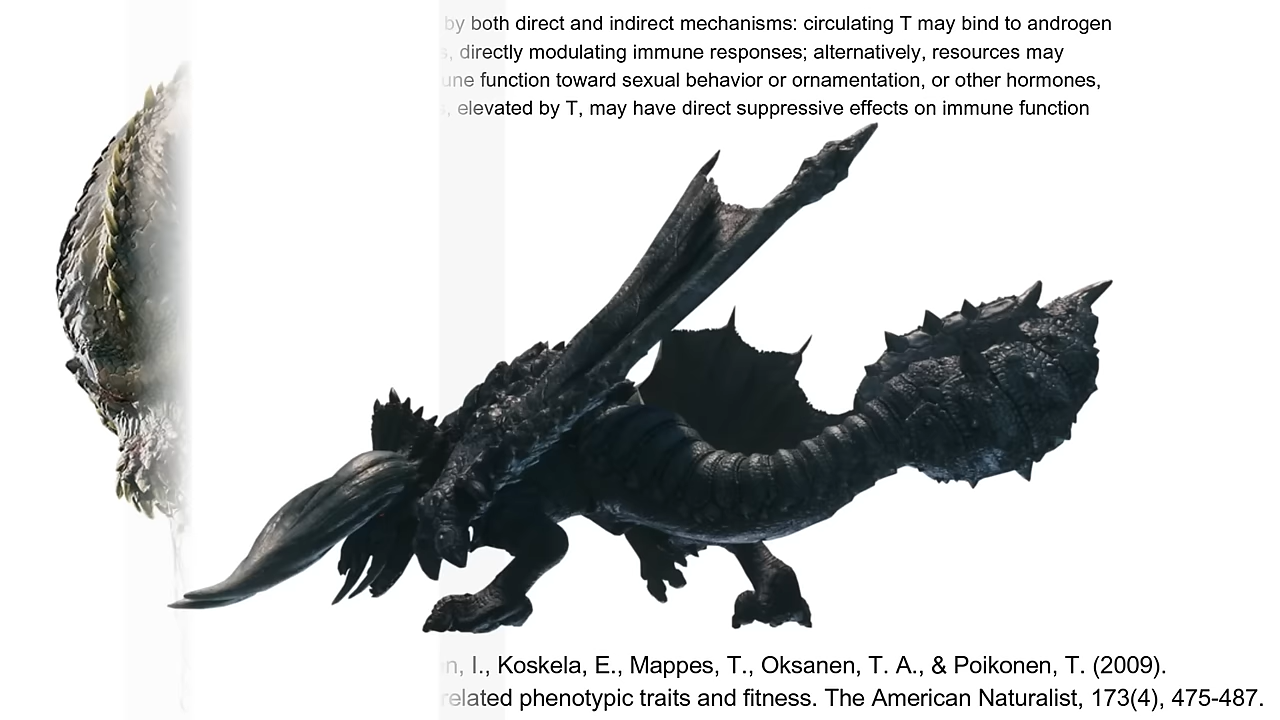 by both direct and indirect mechanisms: circulating T may bind to androgen
, directly modulating immune responses; alternatively, resources may
une function toward sexual behavior or ornamentation, or other hormones,
, elevated by T, may have direct suppressive effects on immune function
n, I., Koskela, E., Mappes, T., Oksanen, T. A., & Poikonen, T. (2009).
related phenotypic traits and fitness. The American Naturalist, 173(4), 475-487.